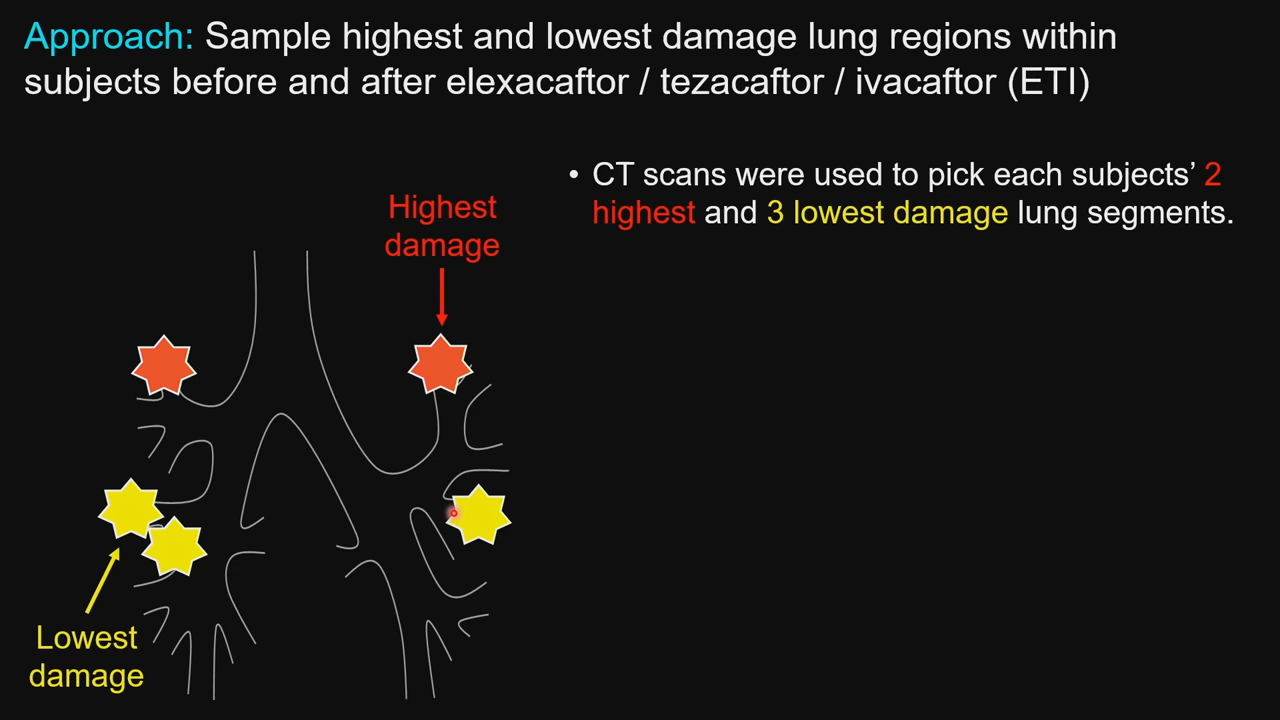 Approach: Sample highest and lowest damage lung regions within
subjects before and after elexacaftor / tezacaftor / ivacaftor (ETI)
• CT scans were used to pick each subjects’ 2
highest and 3 lowest damage lung segments.
Highest
damage
Lowest
damage